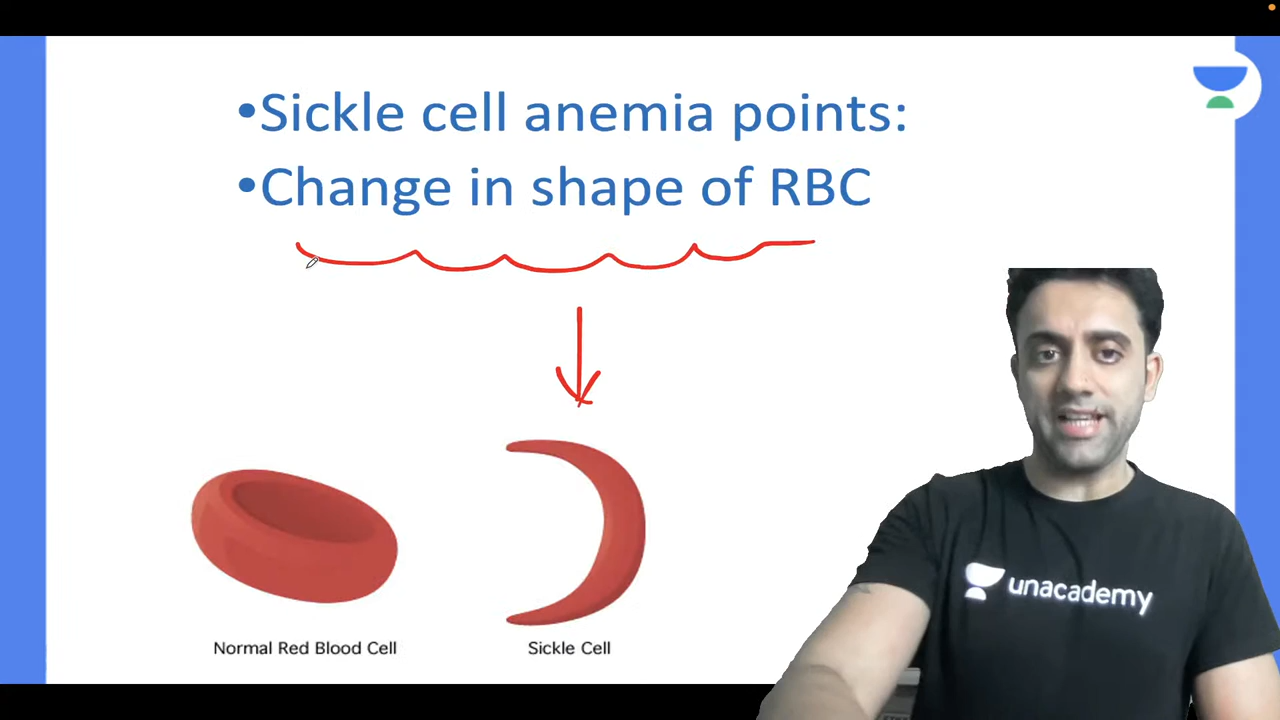 •Sickle cell anemia points:
•Change in shape of RBC
Normal Red Blood Cell
Sickle Cell
unacademy